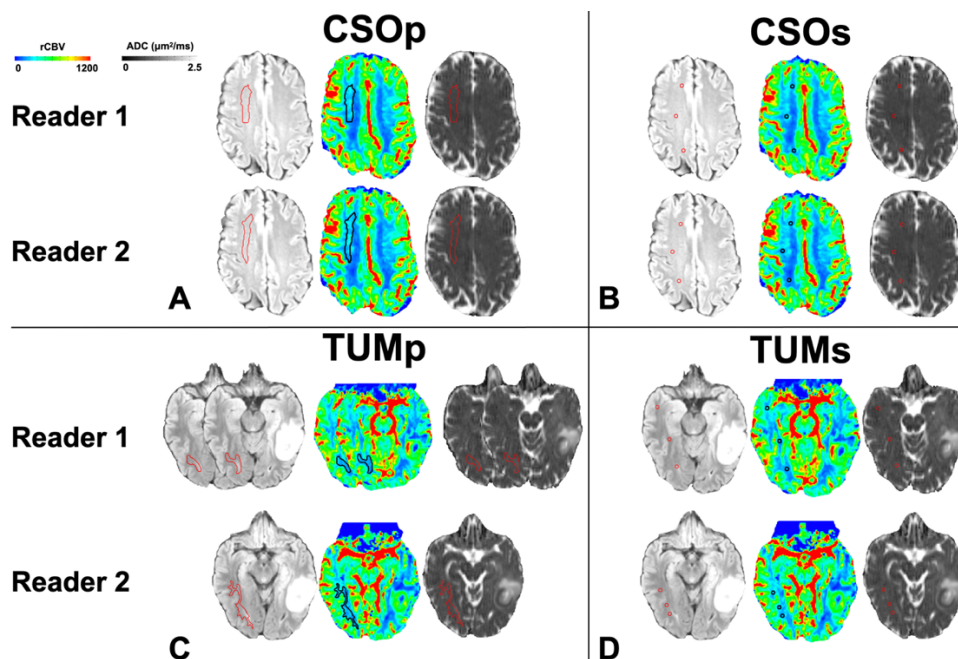 CSOp
CSOs
rCBV
ADC (µm²/ms)
0
1200
0
2.5
Reader 1
Reader 2
A
B
TUMp
TUMs
Reader 1
Reader 2
C
D